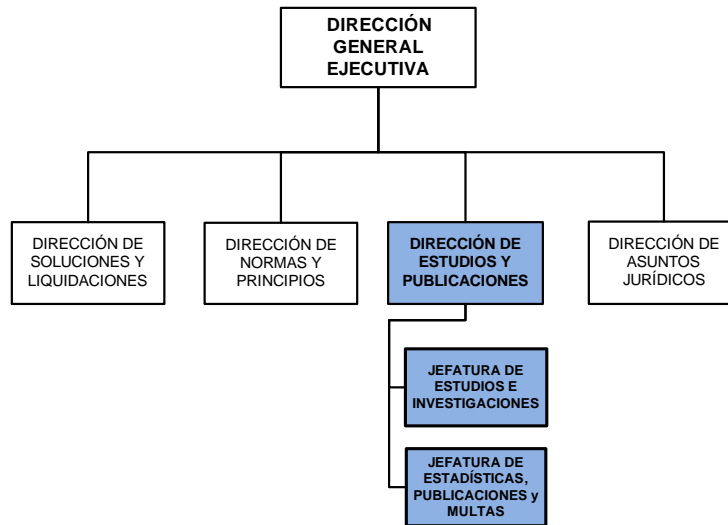 DIRECCIÓN
GENERAL
EJECUTIVA
DIRECCIÓN DE
SOLUCIONES Y
LIQUIDACIONES
DIRECCIÓN DE
NORMAS Y
PRINCIPIOS
DIRECCIÓN DE
ESTUDIOS Y
PUBLICACIONES
DIRECCIÓN DE
ASUNTOS
JURÍDICOS
JEFATURA DE
ESTUDIOS E
INVESTIGACIONES
JEFATURA DE
ESTADÍSTICAS,
PUBLICACIONES y
MULTAS